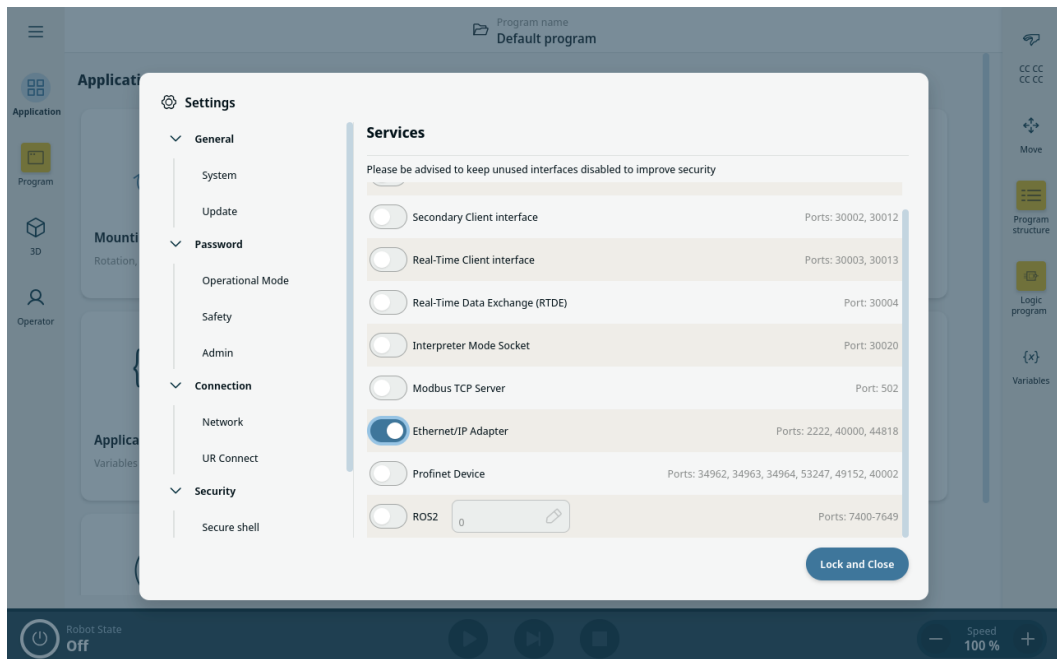 Program name
Default program
Application
Program
3D
Operator
Applicati
Mounti
Rotation,
Applica
Variables
Settings
General
System
Update
Password
Operational Mode
Safety
Admin
Connection
Network
UR Connect
Security
Secure shell
Services
Please be advised to keep unused interfaces disabled to improve security
Secondary Client interface Ports: 30002, 30012
Real-Time Client interface Ports: 30003, 30013
Real-Time Data Exchange (RTDE) Port: 30004
Interpreter Mode Socket Port: 30020
Modbus TCP Server Port: 502
Ethernet/IP Adapter Ports: 2222, 40000, 44818
Profinet Device Ports: 34962, 34963, 34964, 53247, 49152, 40002
ROS2 0 Ports: 7400-7649
Lock and Close
CC CC
CC CC
Move
Program
structure
Logic
program
{x}
Variables
Robot State
Off
Speed
100 %